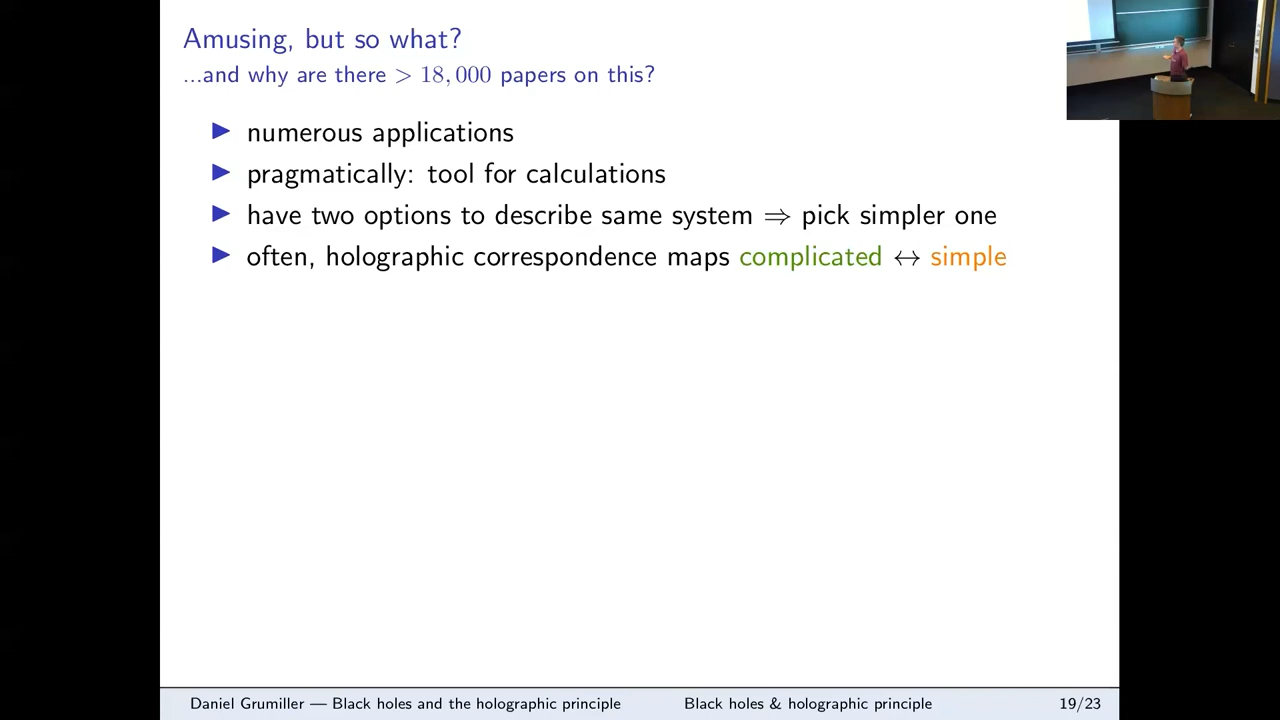 Amusing, but so what?
...and why are there > 18,000 papers on this?
▶ numerous applications
▶ pragmatically: tool for calculations
▶ have two options to describe same system ⇒ pick simpler one
▶ often, holographic correspondence maps complicated ↔ simple
Daniel Grumiller — Black holes and the holographic principle Black holes & holographic principle 19/23